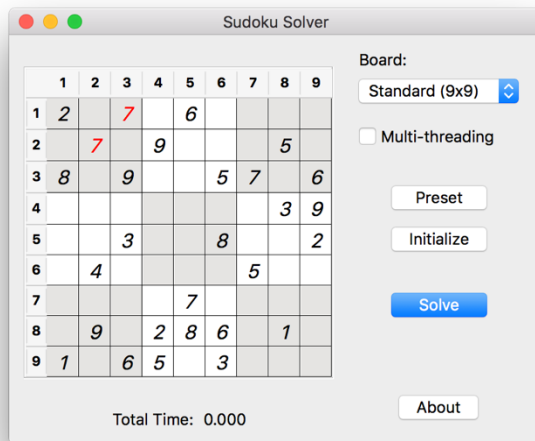 Sudoku Solver
Board:
Standard (9x9)
Multi-threading
Preset
Initialize
Solve
About
1 2 3 4 5 6 7 8 9
1 2 7 6
2 7 9 5
3 8 9 5 7 6
4 3 9
5 3 8 2
6 4 5
7 7
8 9 2 8 6 1
9 1 6 5 3
Total Time: 0.000